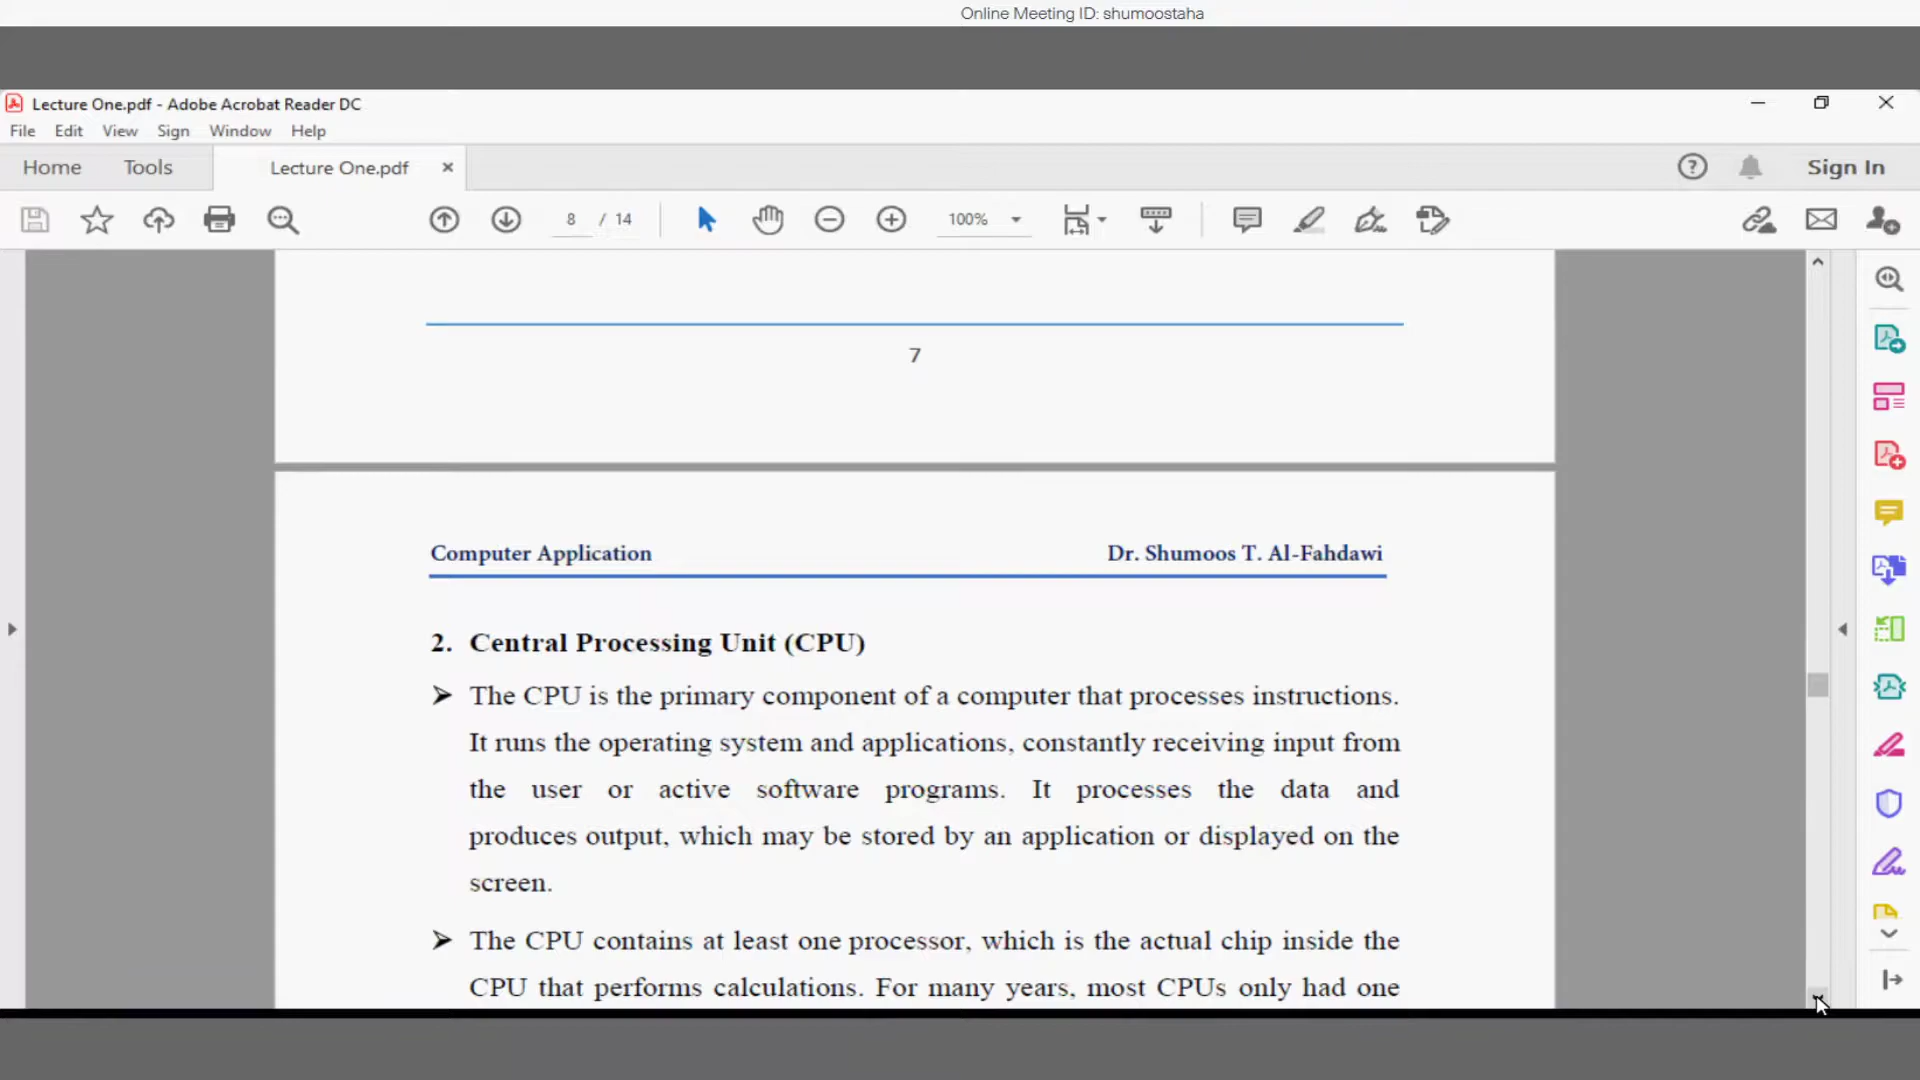 Online Meeting ID: shumoostaha
Lecture One.pdf - Adobe Acrobat Reader DC
File Edit View Sign Window Help
Home Tools Lecture One.pdf × Sign In
8 / 14 100%
7
Computer Application Dr. Shumoos T. Al-Fahdawi
2. Central Processing Unit (CPU)
➢ The CPU is the primary component of a computer that processes instructions.
It runs the operating system and applications, constantly receiving input from
the user or active software programs. It processes the data and
produces output, which may be stored by an application or displayed on the
screen.
➢ The CPU contains at least one processor, which is the actual chip inside the
CPU that performs calculations. For many years, most CPUs only had one